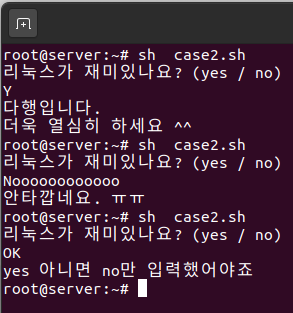 root@server:~# sh  case2.sh
리눅스가 재미있나요? (yes / no)
Y
다행입니다.
더욱 열심히 하세요 ^^
root@server:~# sh  case2.sh
리눅스가 재미있나요? (yes / no)
Noooooooooooo
안타깝네요. ㅠㅠ
root@server:~# sh  case2.sh
리눅스가 재미있나요? (yes / no)
OK
yes 아니면 no만 입력했어야죠
root@server:~#